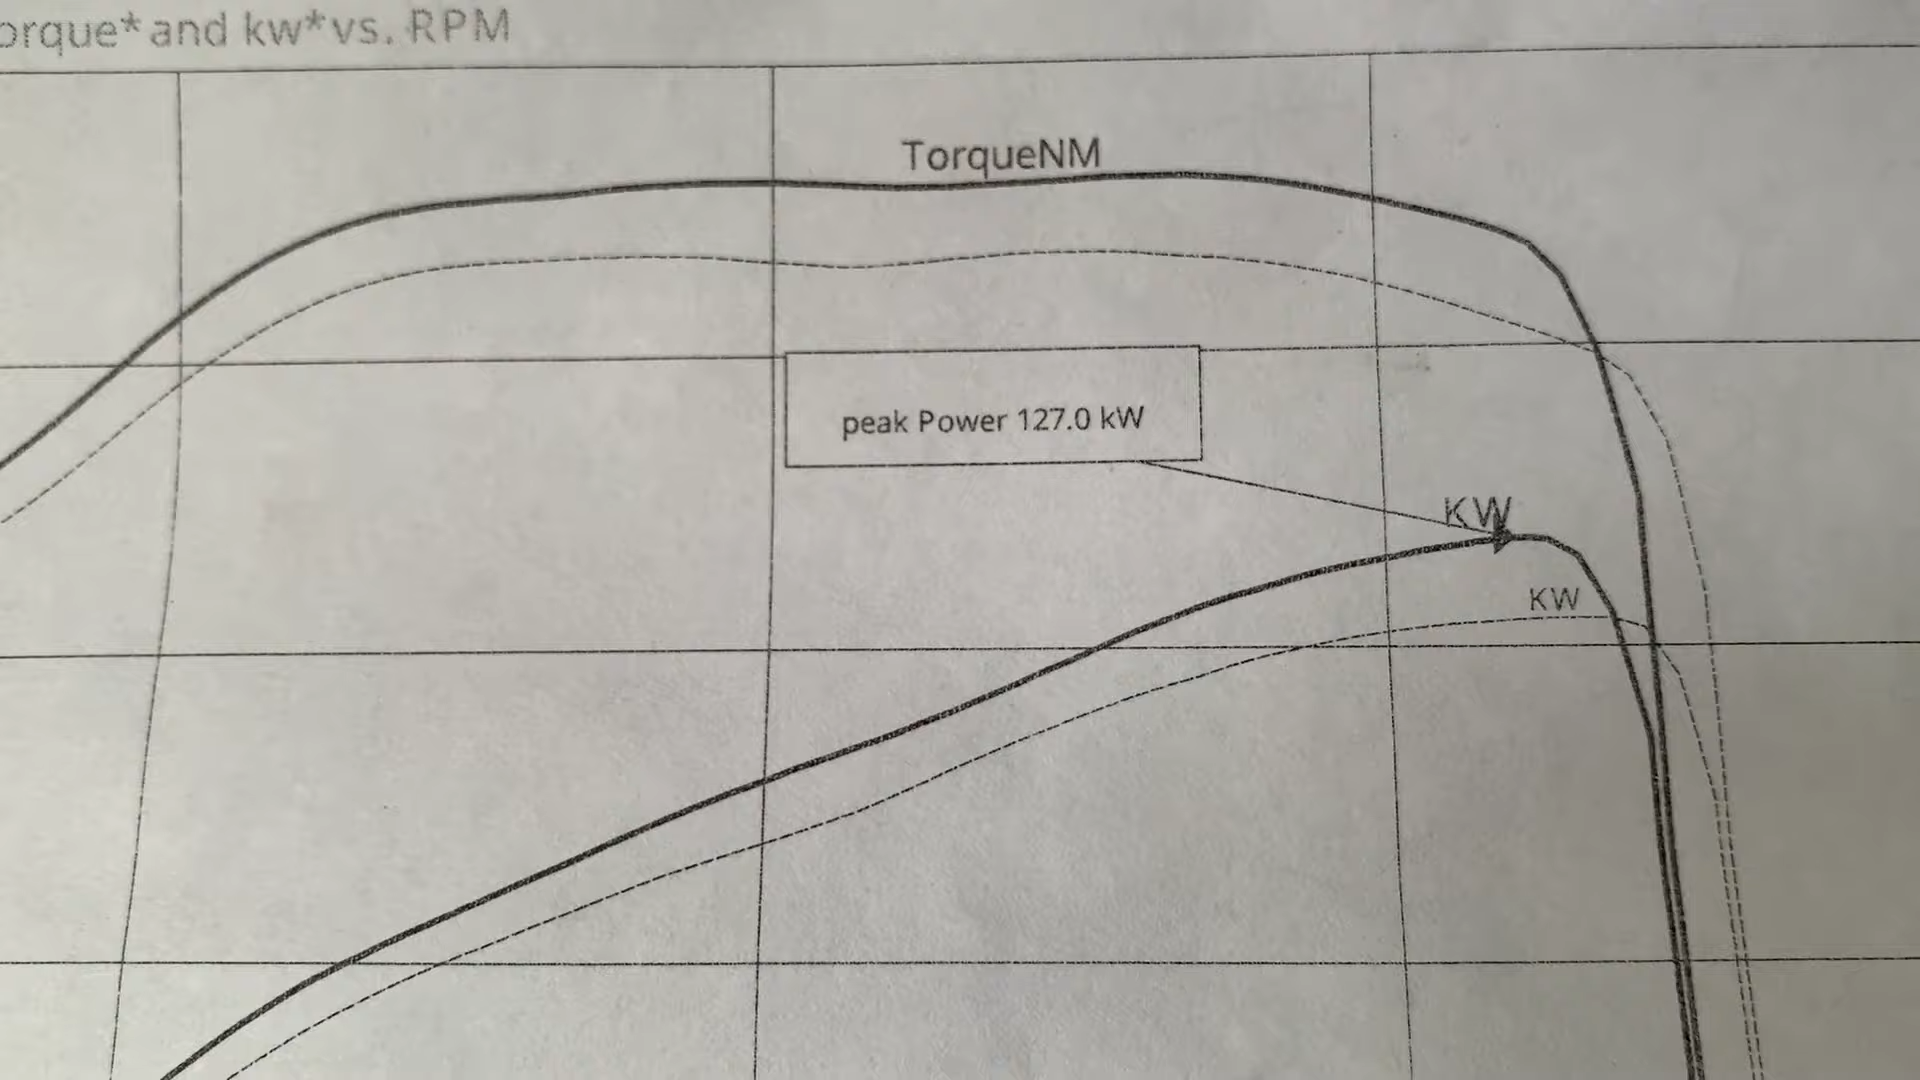 orque* and kw* vs. RPM
TorqueNM
peak Power 127.0 kW
KW
KW